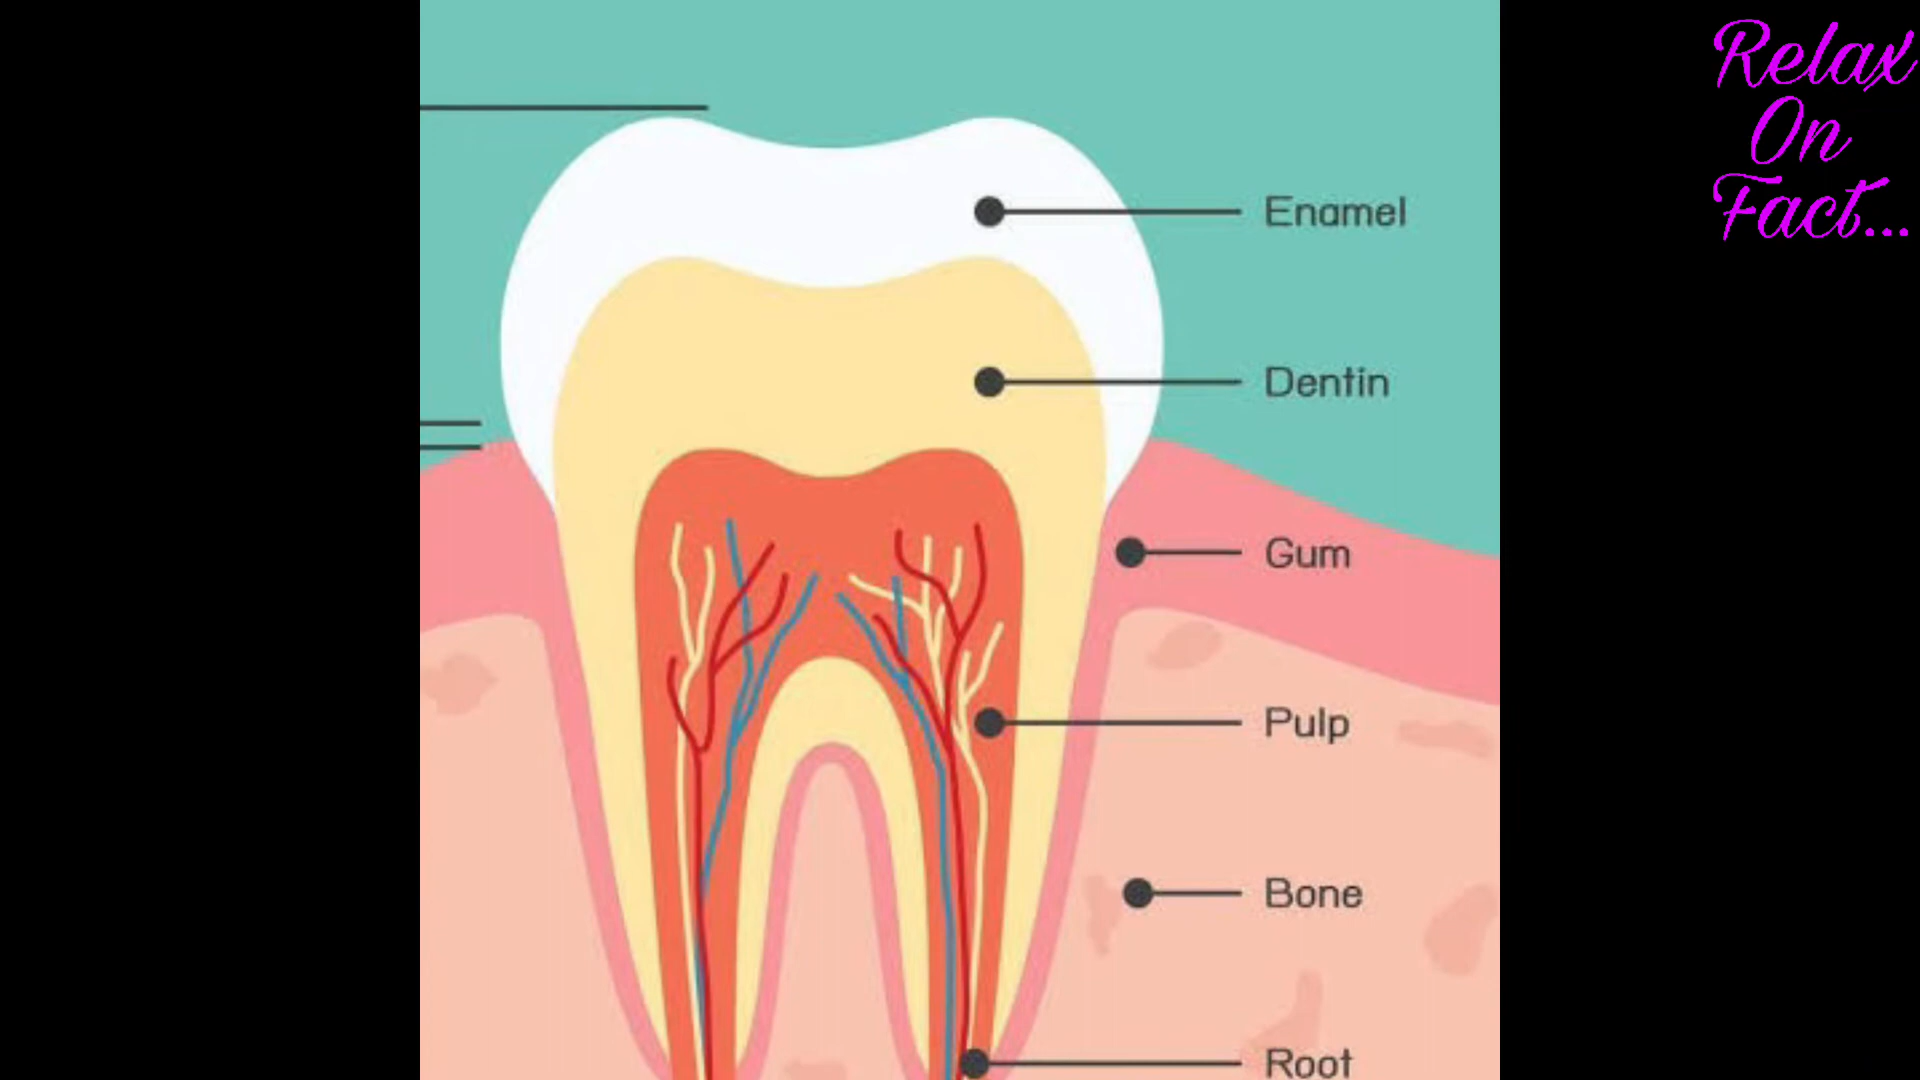 Relax
On
Fact...
Enamel
Dentin
Gum
Pulp
Bone
Root